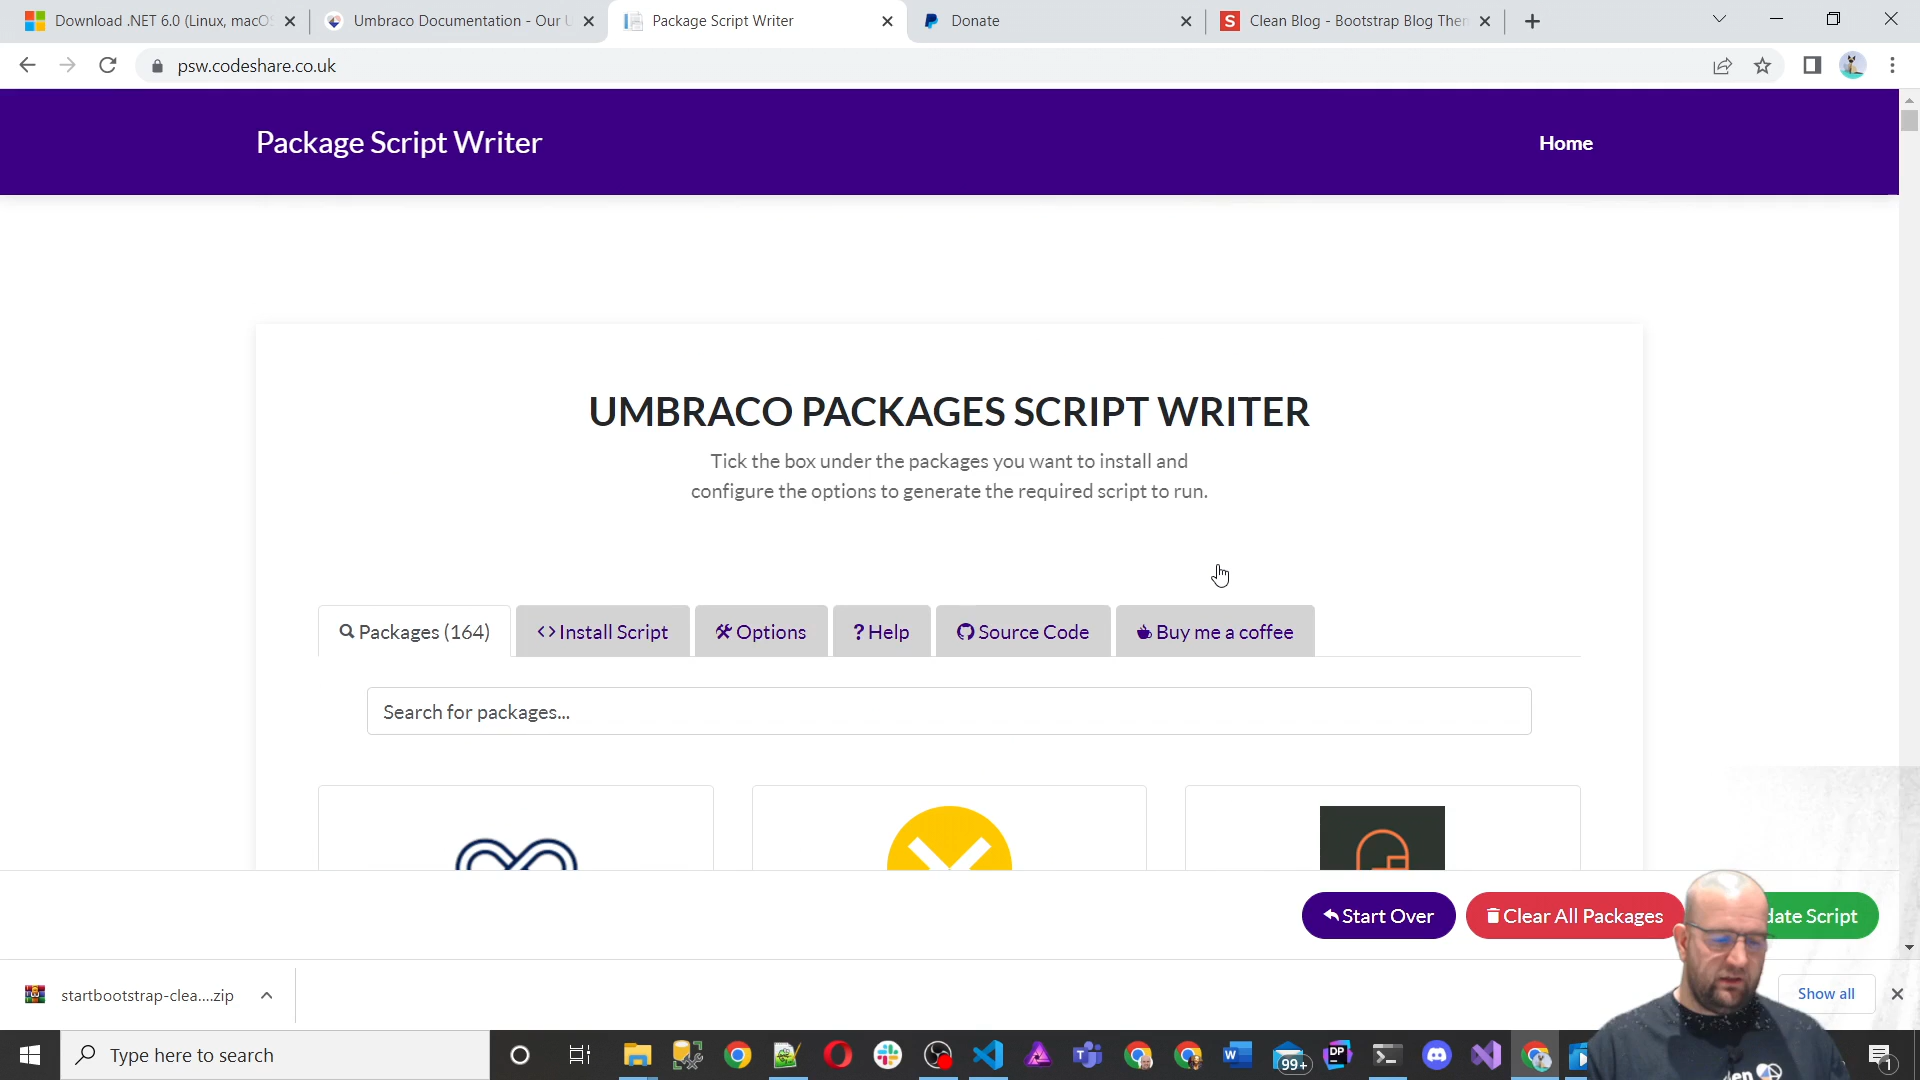 Download .NET 6.0 (Linux, macOS
Umbraco Documentation - Our U
Package Script Writer
Donate
Clean Blog - Bootstrap Blog Them
psw.codeshare.co.uk
Package Script Writer
Home
UMBRACO PACKAGES SCRIPT WRITER
Tick the box under the packages you want to install and
configure the options to generate the required script to run.
Packages (164)
<> Install Script
Options
? Help
Source Code
Buy me a coffee
Search for packages...
Start Over
Clear All Packages
date Script
startbootstrap-clea....zip
Show all
Type here to search
99+
DP
1